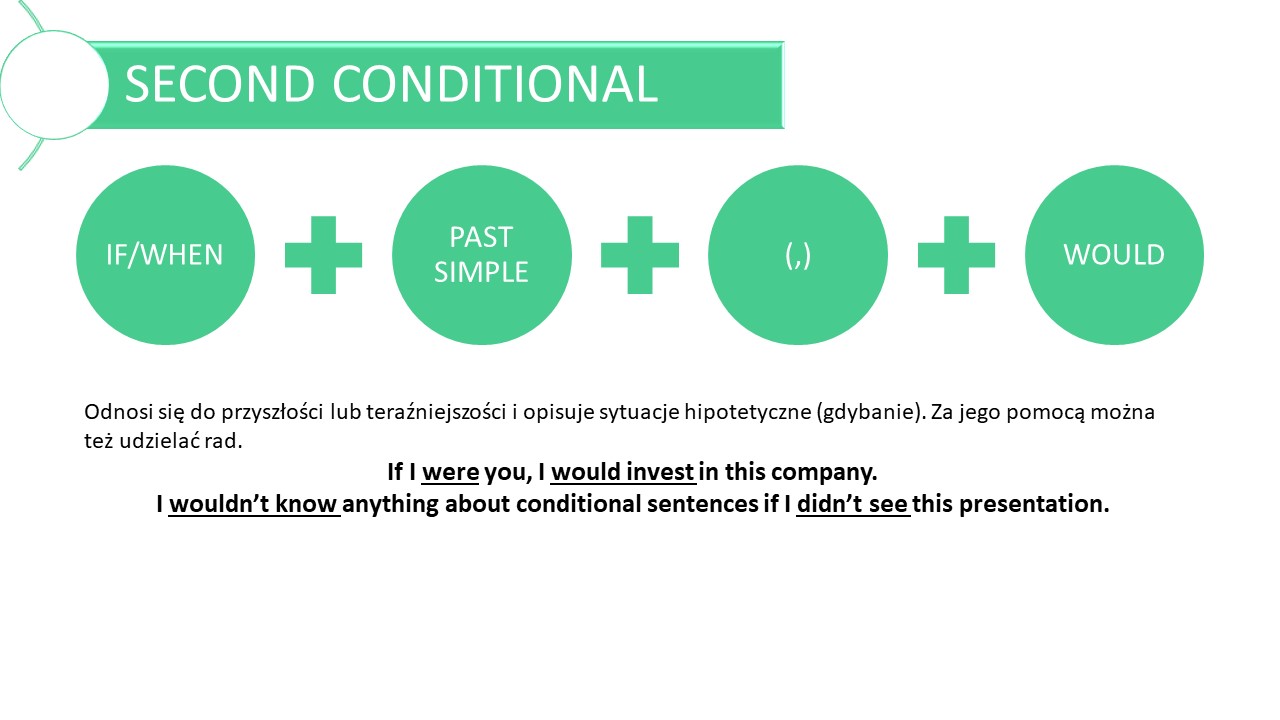 SECOND CONDITIONAL
IF/WHEN
PAST
SIMPLE
(,)
WOULD
Odnosi się do przyszłości lub teraźniejszości i opisuje sytuacje hipotetyczne (gdybanie). Za jego pomocą można
też udzielać rad.
If I were you, I would invest in this company.
I wouldn’t know anything about conditional sentences if I didn’t see this presentation.